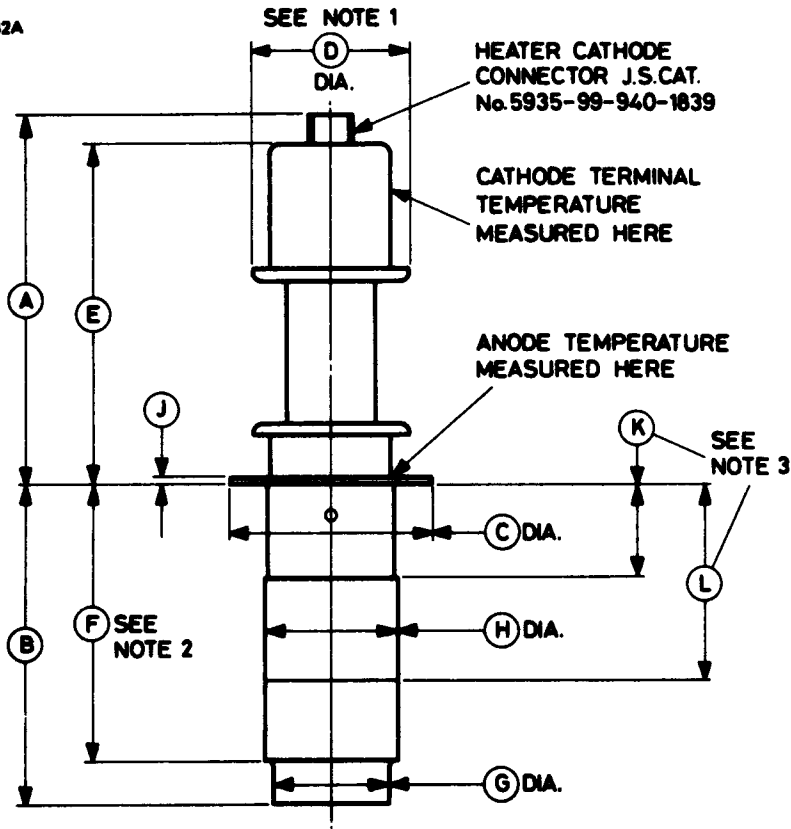 SEE NOTE 1
D
DIA.
HEATER CATHODE
CONNECTOR J.S.CAT.
No. 5935-99-940-1839
CATHODE TERMINAL
TEMPERATURE
MEASURED HERE
A
E
ANODE TEMPERATURE
MEASURED HERE
J
K
SEE
NOTE 3
C DIA.
L
F SEE
NOTE 2
B
H DIA.
G DIA.